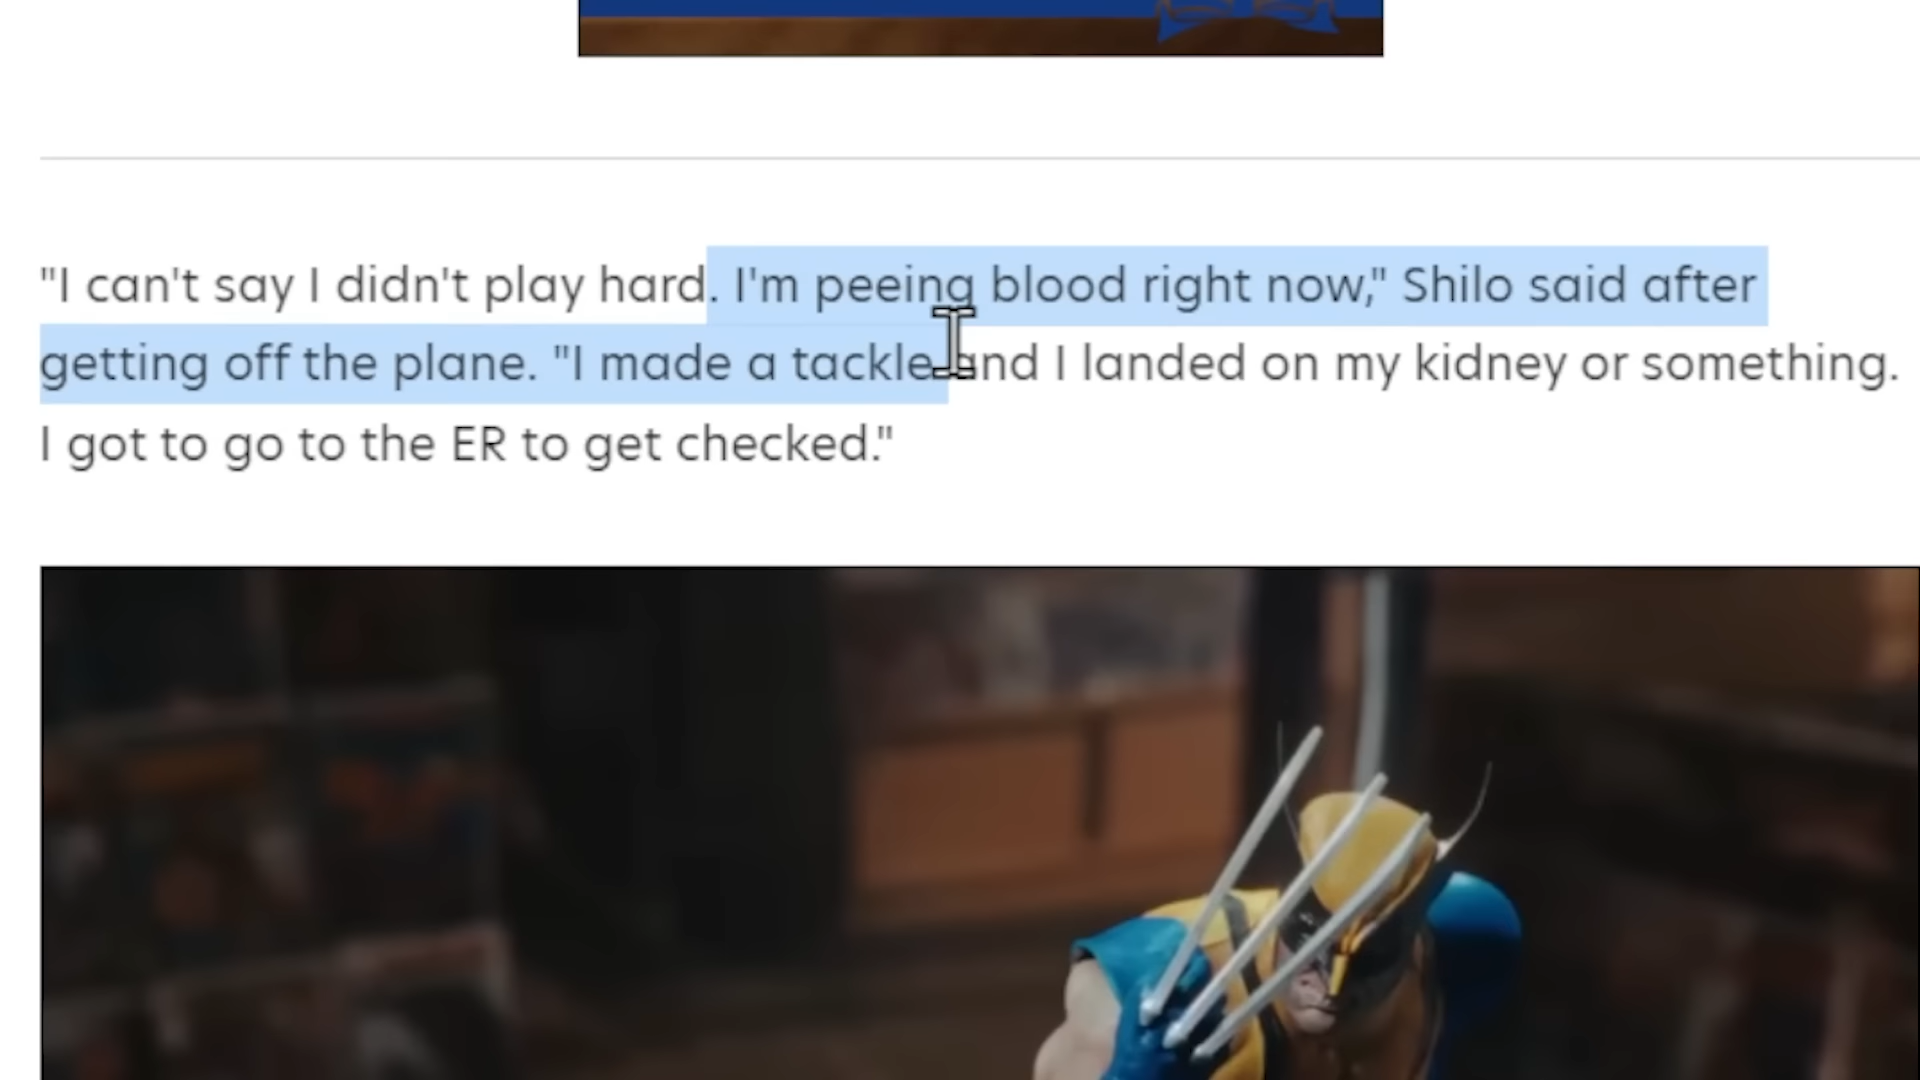 "I can't say I didn't play hard. I'm peeing blood right now," Shilo said after
getting off the plane. "I made a tackle and I landed on my kidney or something.
I got to go to the ER to get checked."